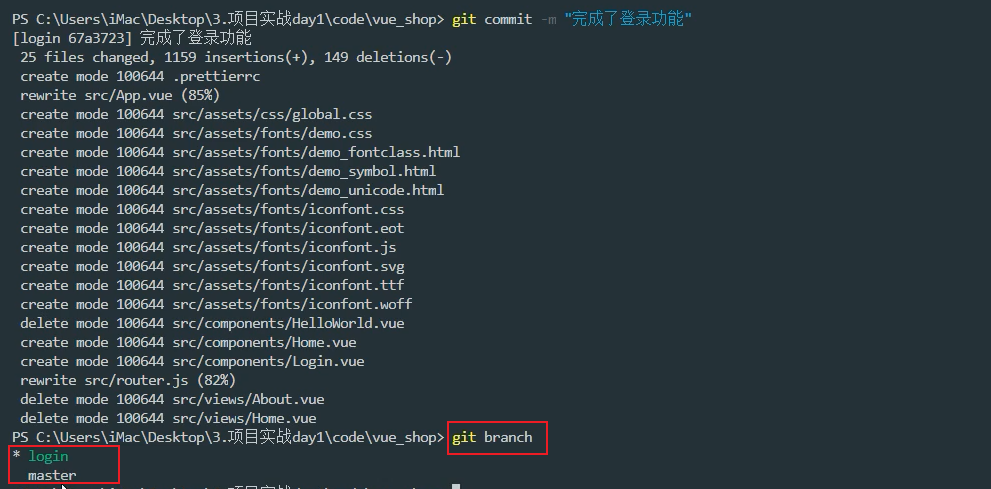 PS C:\Users\iMac\Desktop\3.项目实战day1\code\vue_shop> git commit -m "完成了登录功能"
[login 67a3723] 完成了登录功能
 25 files changed, 1159 insertions(+), 149 deletions(-)
 create mode 100644 .prettierrc
 rewrite src/App.vue (85%)
 create mode 100644 src/assets/css/global.css
 create mode 100644 src/assets/fonts/demo.css
 create mode 100644 src/assets/fonts/demo_fontclass.html
 create mode 100644 src/assets/fonts/demo_symbol.html
 create mode 100644 src/assets/fonts/demo_unicode.html
 create mode 100644 src/assets/fonts/iconfont.css
 create mode 100644 src/assets/fonts/iconfont.eot
 create mode 100644 src/assets/fonts/iconfont.js
 create mode 100644 src/assets/fonts/iconfont.svg
 create mode 100644 src/assets/fonts/iconfont.ttf
 create mode 100644 src/assets/fonts/iconfont.woff
 delete mode 100644 src/components/HelloWorld.vue
 create mode 100644 src/components/Home.vue
 create mode 100644 src/components/Login.vue
 rewrite src/router.js (82%)
 delete mode 100644 src/views/About.vue
 delete mode 100644 src/views/Home.vue
PS C:\Users\iMac\Desktop\3.项目实战day1\code\vue_shop> git branch
* login
  master